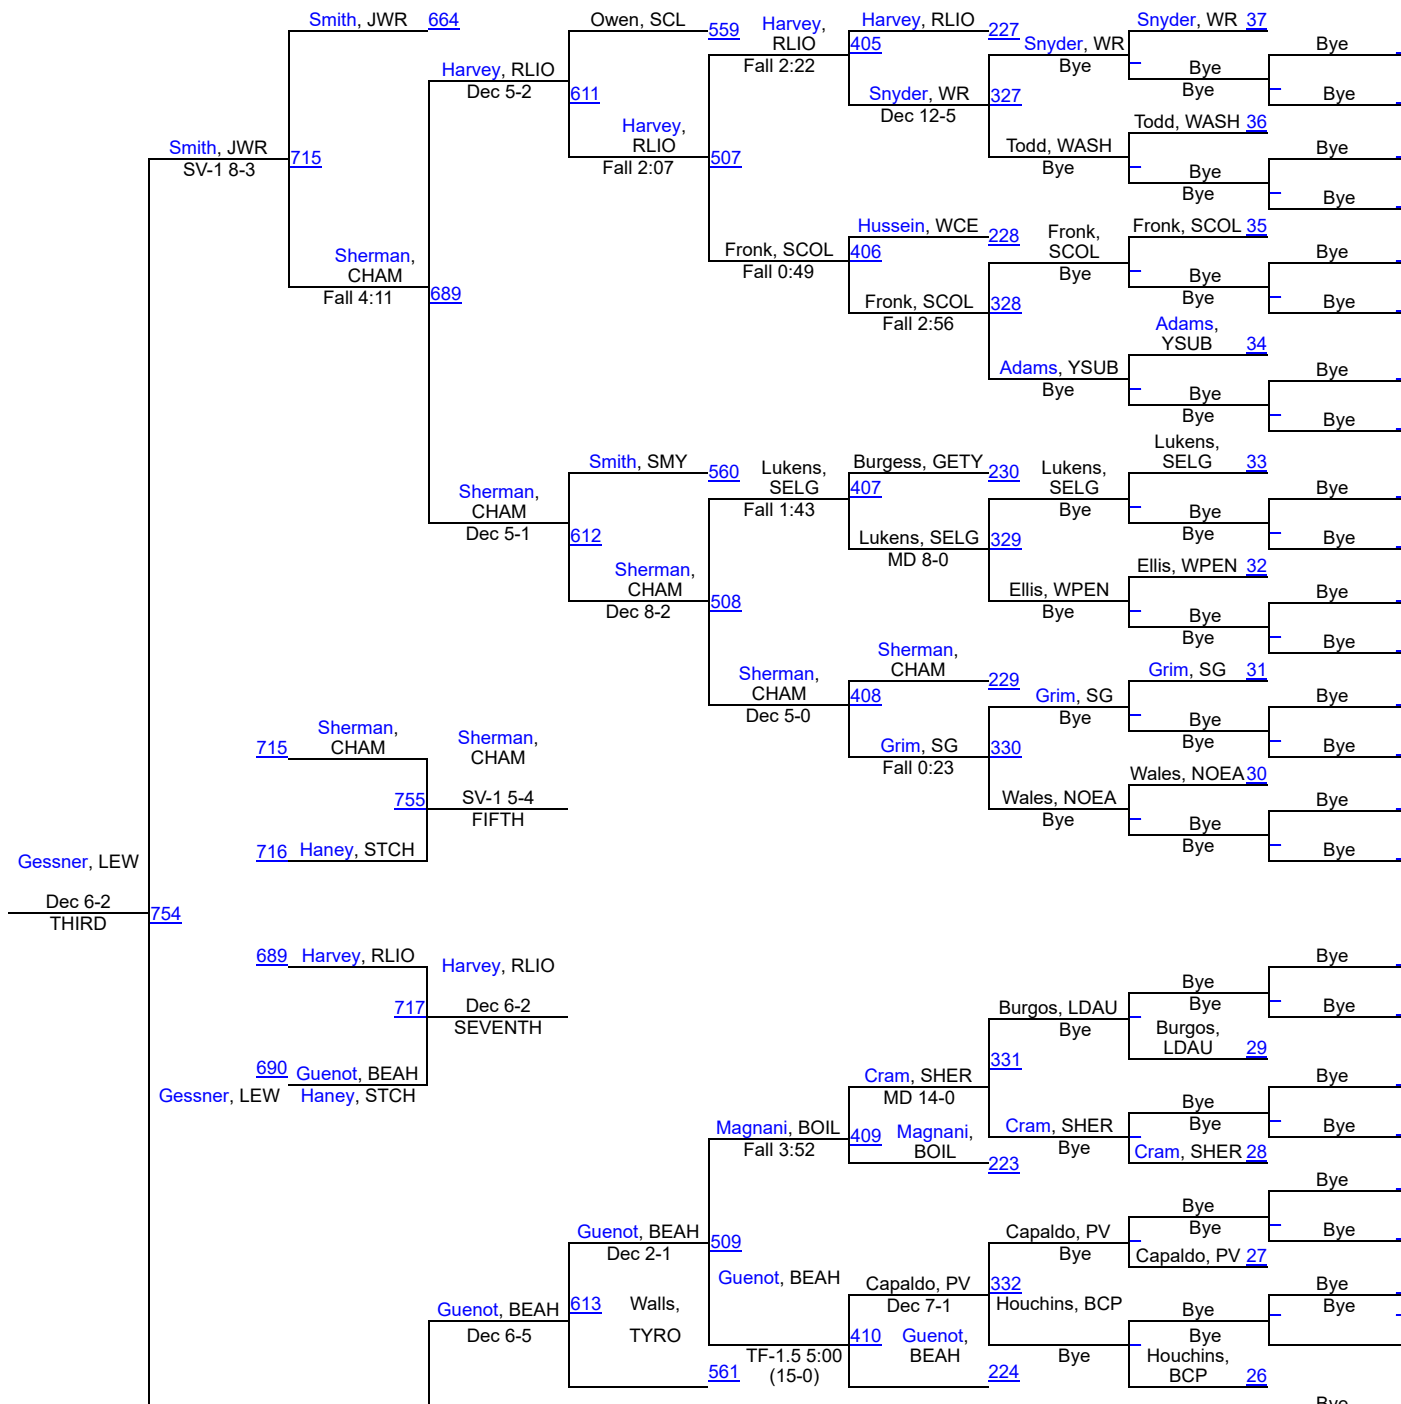 Smith, JWR 664
Owen, SCL
559
Harvey,
RLIO
Fall 2:22
Harvey, RLIO
227
405
Snyder, WR
Bye
Snyder, WR 37
Bye
Bye
Bye
Bye
Harvey, RLIO
Dec 5-2
611
Snyder, WR
Dec 12-5
327
Harvey,
RLIO
Fall 2:07
507
Todd, WASH 36
Todd, WASH
Bye
Bye
Bye
Bye
Bye
Smith, JWR
SV-1 8-3
715
Fronk, SCOL
Fall 0:49
Hussein, WCE
228
406
Fronk,
SCOL
Bye
Fronk, SCOL 35
Bye
Bye
Bye
Bye
Sherman,
CHAM
Fall 4:11
689
Fronk, SCOL
Fall 2:56
328
Adams,
YSUB 34
Adams, YSUB
Bye
Bye
Bye
Bye
Bye
Smith, SMY
560
Lukens,
SELG
Fall 1:43
Burgess, GETY
230
407
Lukens,
SELG
Bye
Lukens,
SELG 33
Bye
Bye
Bye
Bye
Sherman,
CHAM
Dec 5-1
612
Lukens, SELG
MD 8-0
329
Sherman,
CHAM
Dec 8-2
508
Ellis, WPEN 32
Ellis, WPEN
Bye
Bye
Bye
Bye
Bye
Sherman,
CHAM
Dec 5-0
Sherman,
CHAM
229
408
Grim, SG
Bye
Grim, SG 31
Bye
Bye
Bye
Bye
Grim, SG
Fall 0:23
330
Wales, NOEA 30
Wales, NOEA
Bye
Bye
Bye
Bye
Bye
715
Sherman,
CHAM
Sherman,
CHAM
755
SV-1 5-4
FIFTH
716 Haney, STCH
Gessner, LEW
Dec 6-2
THIRD
754
689 Harvey, RLIO
Harvey, RLIO
717
Dec 6-2
SEVENTH
690 Guenot, BEAH
Gessner, LEW
Haney, STCH
Burgos, LDAU
Bye
Bye
Bye
Bye
Bye
Burgos,
LDAU 29
331
Cram, SHER
MD 14-0
Cram, SHER
Bye
Bye
Bye
Bye
Bye
Cram, SHER 28
Magnani, BOIL
Fall 3:52
409
Magnani,
BOIL
223
Guenot, BEAH
Dec 2-1
509
Capaldo, PV
Bye
Bye
Bye
Bye
Bye
Capaldo, PV 27
Guenot, BEAH
Capaldo, PV
Dec 7-1
332
Houchins, BCP
Bye
Bye
Bye
Bye
Bye
Guenot, BEAH
Dec 6-5
613
Walls,
TYRO
561
TF-1.5 5:00
(15-0)
410
Guenot,
BEAH
224
Houchins,
BCP 26
Bye